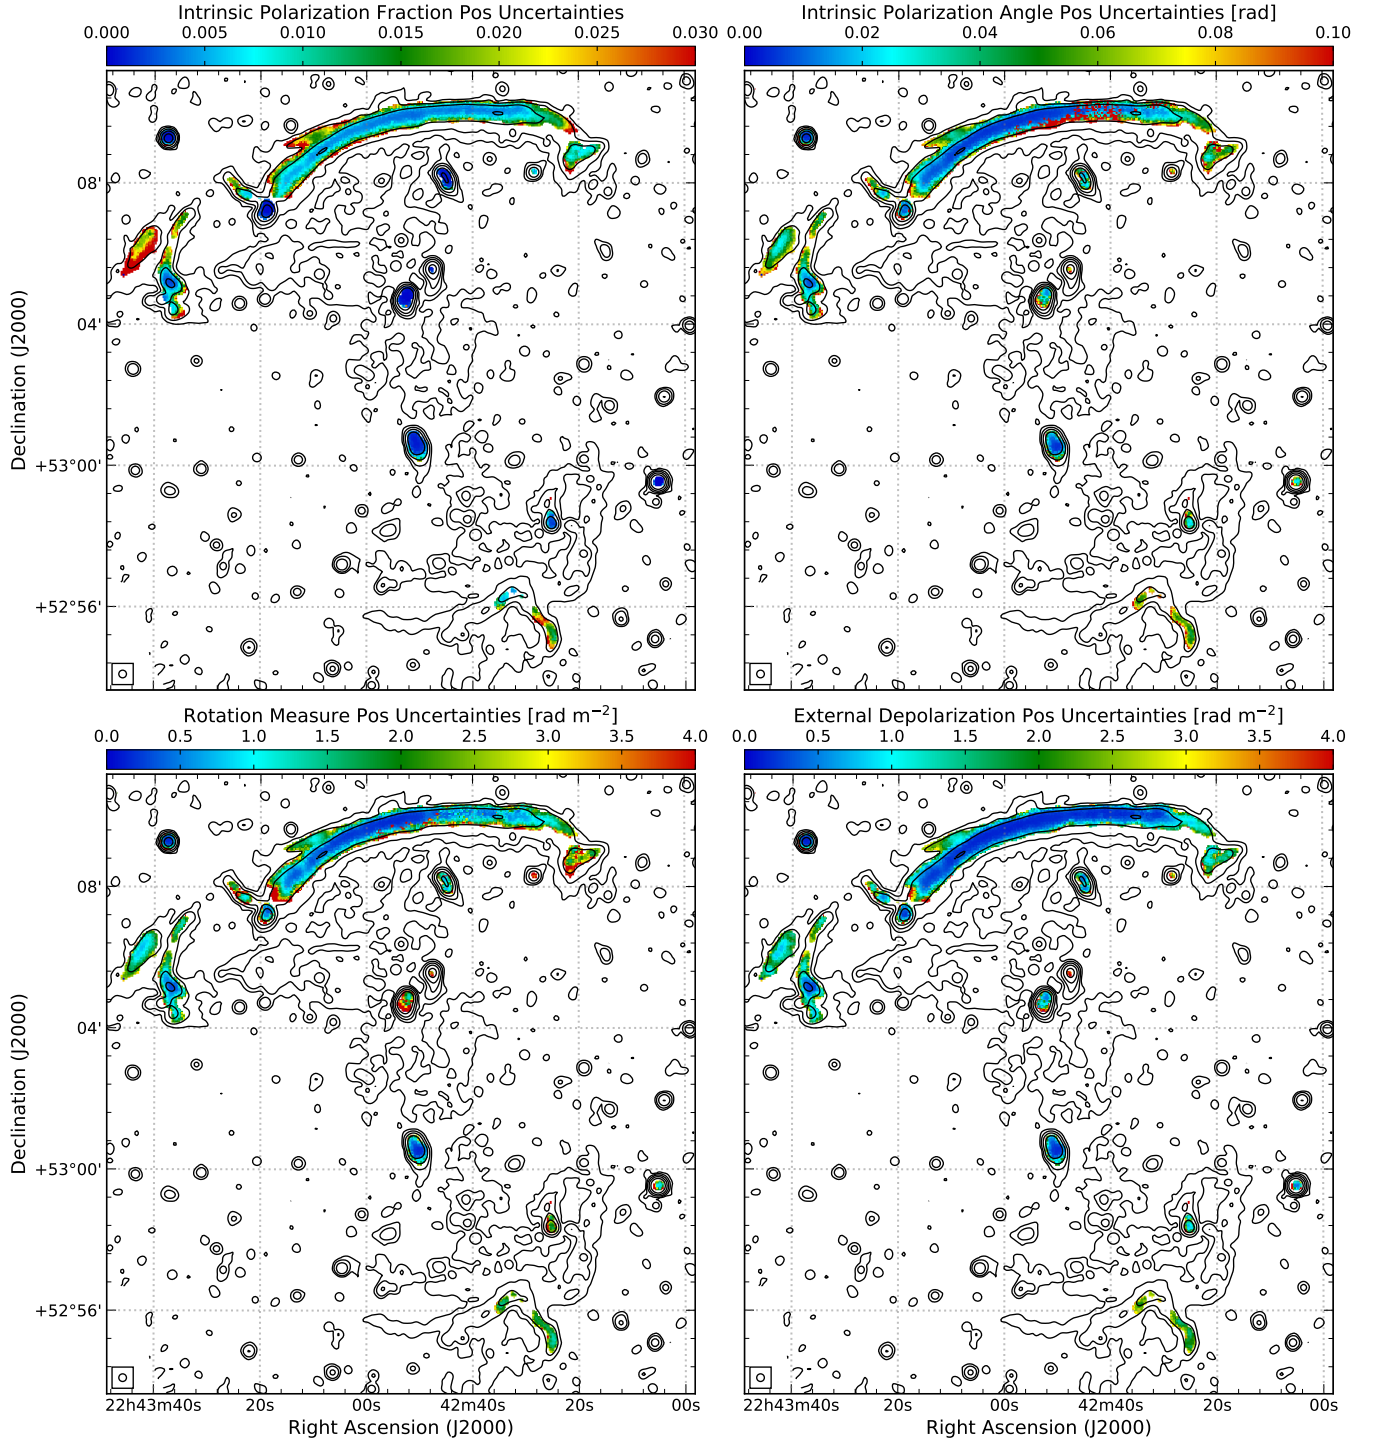 Intrinsic Polarization Fraction Pos Uncertainties
Intrinsic Polarization Angle Pos Uncertainties [rad]
0.000 0.005 0.010 0.015 0.020 0.025 0.030
0.00 0.02 0.04 0.06 0.08 0.10
08'
04'
+53°00'
+52°56'
Declination (J2000)
Rotation Measure Pos Uncertainties [rad m⁻²]
External Depolarization Pos Uncertainties [rad m⁻²]
0.0 0.5 1.0 1.5 2.0 2.5 3.0 3.5 4.0
0.0 0.5 1.0 1.5 2.0 2.5 3.0 3.5 4.0
08'
04'
+53°00'
+52°56'
Declination (J2000)
22h43m40s 20s 00s 42m40s 20s 00s
22h43m40s 20s 00s 42m40s 20s 00s
Right Ascension (J2000)
Right Ascension (J2000)